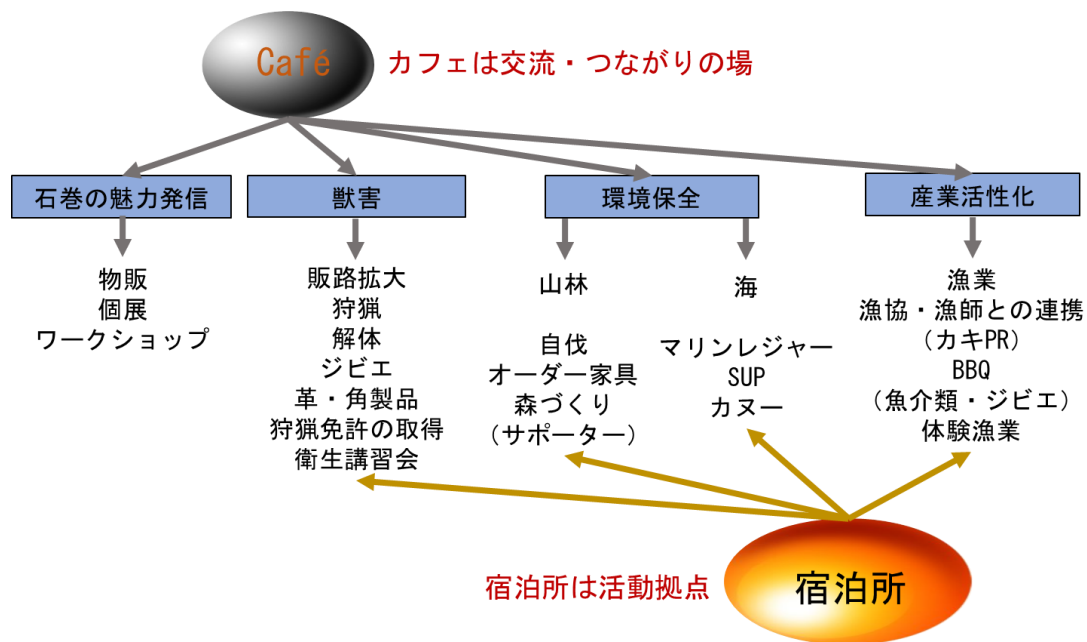 Café
カフェは交流・つながりの場
石巻の魅力発信
獣害
環境保全
産業活性化
物販
個展
ワークショップ
販路拡大
狩猟
解体
ジビエ
革・角製品
狩猟免許の取得
衛生講習会
山林
自伐
オーダー家具
森づくり
（サポーター）
海
マリンレジャー
SUP
カヌー
漁業
漁協・漁師との連携
（カキPR）
BBQ
（魚介類・ジビエ）
体験漁業
宿泊所は活動拠点
宿泊所